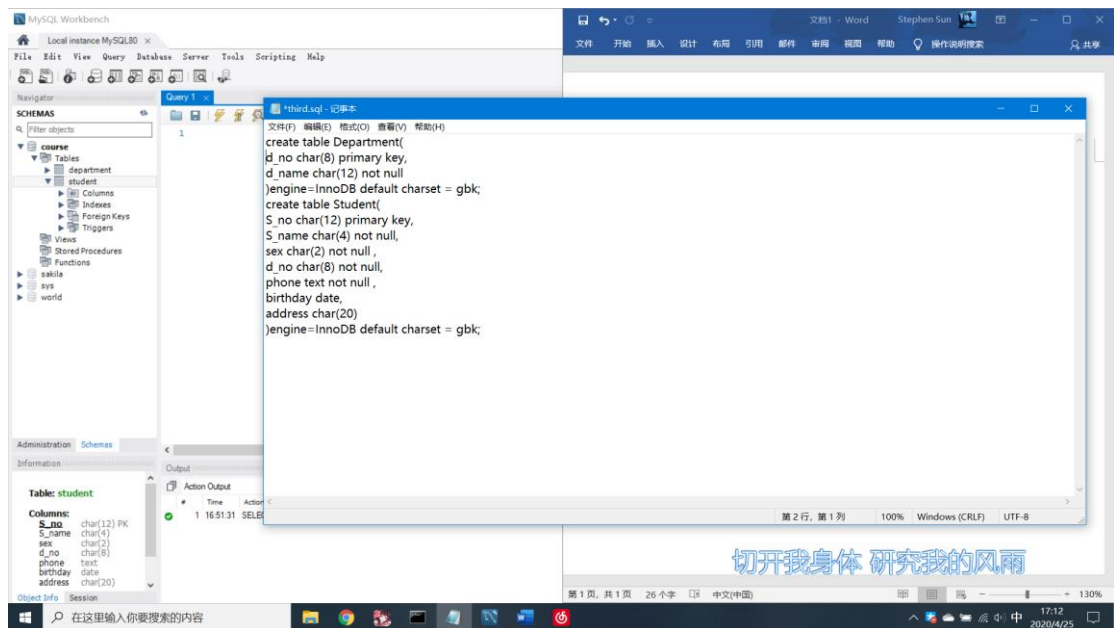 MySQL Workbench
Local instance MySQL80 ×
File Edit View Query Database Server Tools Scripting Help
Navigator
SCHEMAS
Filter objects
course
Tables
department
student
Columns
Indexes
Foreign Keys
Triggers
Views
Stored Procedures
Functions
sakila
sys
world
Administration Schemas
Information
Table: student
Columns:
S_no char(12) PK
S_name char(4)
sex char(2)
d_no char(8)
phone text
birthday date
address char(20)
Object Info Session
Query 1 ×
1
Output
Action Output
# Time Action
1 16:51:31 SELEC
文档1 - Word Stephen Sun
文件 开始 插入 设计 布局 引用 邮件 审阅 视图 帮助 操作说明搜索 共享
*third.sql - 记事本
文件(F) 编辑(E) 格式(O) 查看(V) 帮助(H)
create table Department(
d_no char(8) primary key,
d_name char(12) not null
)engine=InnoDB default charset = gbk;
create table Student(
S_no char(12) primary key,
S_name char(4) not null,
sex char(2) not null ,
d_no char(8) not null,
phone text not null ,
birthday date,
address char(20)
)engine=InnoDB default charset = gbk;
第 2 行, 第 1 列 100% Windows (CRLF) UTF-8
切开我身体 研究我的风雨
第 1 页, 共 1 页 26 个字 中文(中国) 130%
在这里输入你要搜索的内容
中 17:12
2020/4/25